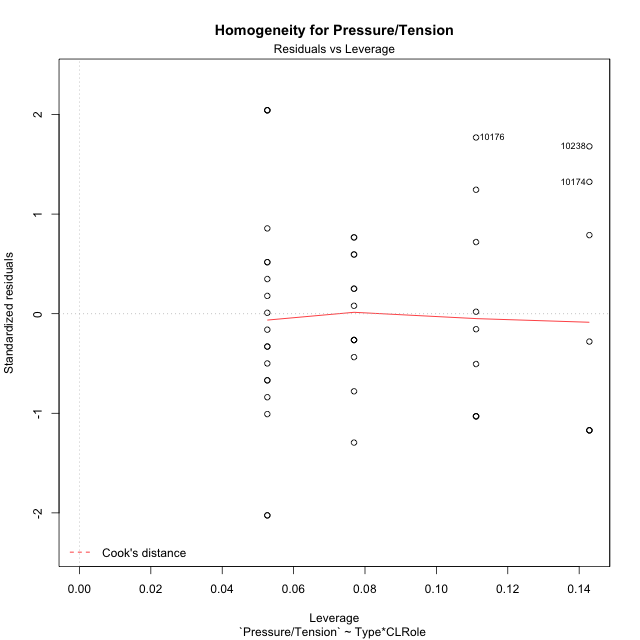 Homogeneity for Pressure/Tension
Residuals vs Leverage
2
1
0
-1
-2
Standardized residuals
10176
10238
10174
Cook's distance
0.00 0.02 0.04 0.06 0.08 0.10 0.12 0.14
Leverage
`Pressure/Tension` ~ Type*CLRole